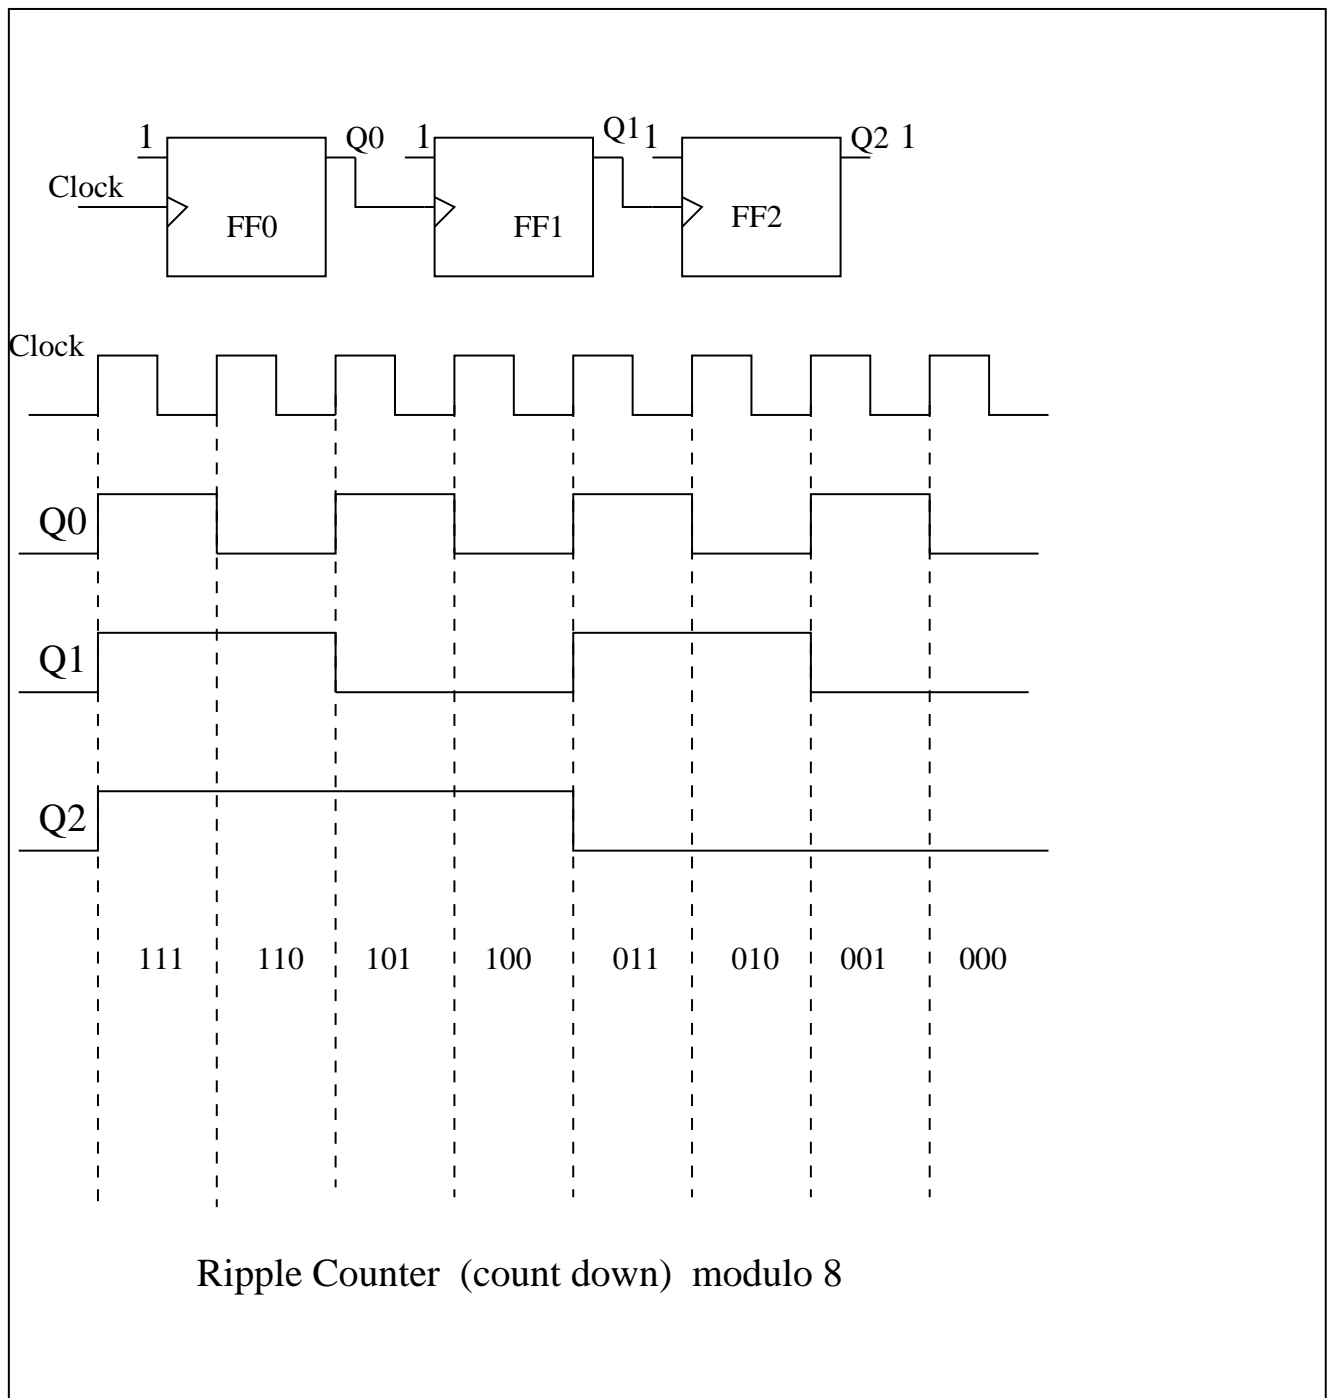 1 Q0 1 Q1 1 Q2 1
Clock
FF0 FF1 FF2
Clock
Q0
Q1
Q2
111 110 101 100 011 010 001 000
Ripple Counter (count down) modulo 8